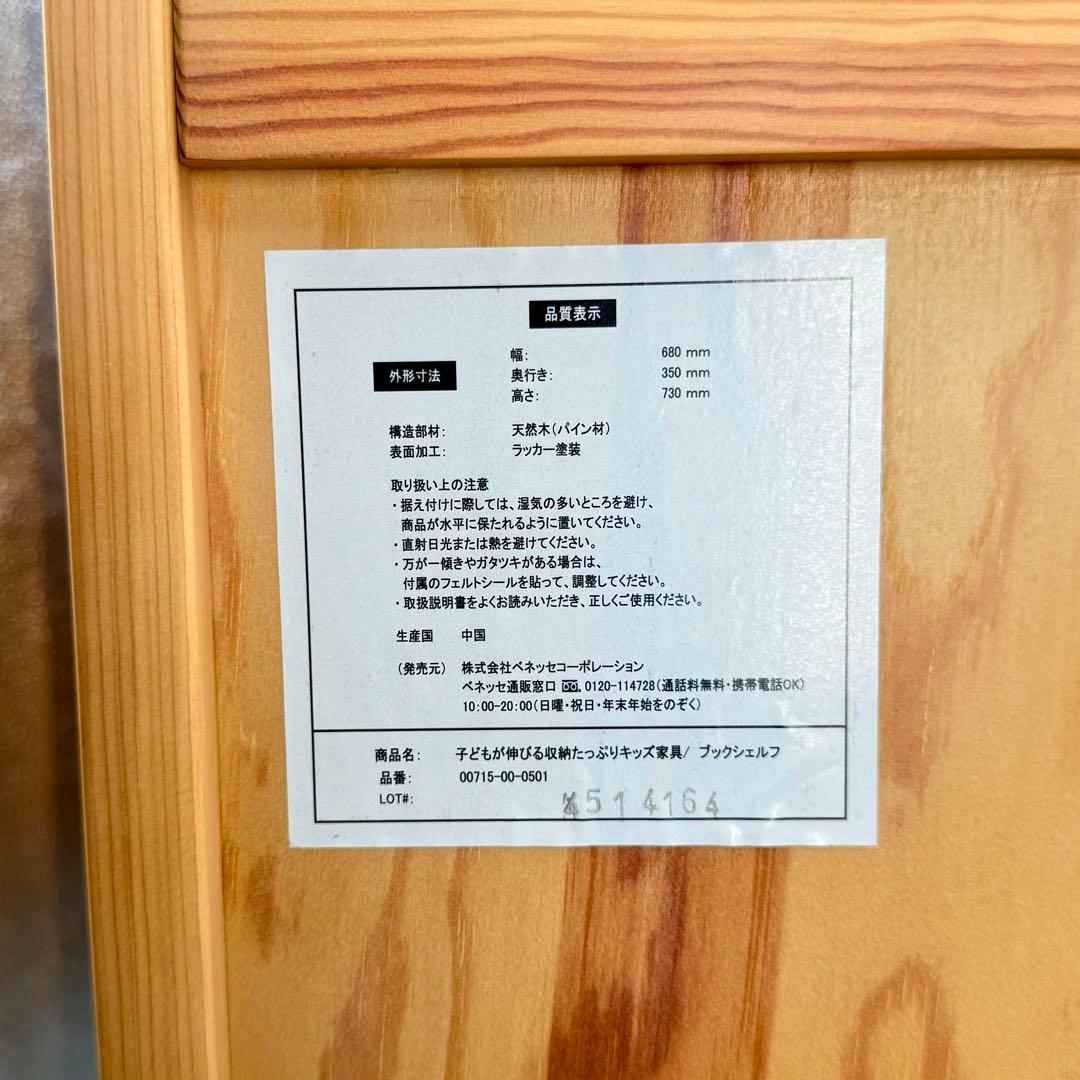 品質表示
外形寸法
幅: 680 mm
奥行き: 350 mm
高さ: 730 mm
構造部材: 天然木(パイン材)
表面加工: ラッカー塗装
取り扱い上の注意
・据え付けに際しては、湿気の多いところを避け、
商品が水平に保たれるように置いてください。
・直射日光または熱を避けてください。
・万が一傾きやガタツキがある場合は、
付属のフェルトシールを貼って、調整してください。
・取扱説明書をよくお読みいただき、正しくご使用ください。
生産国 中国
(発売元) 株式会社ベネッセコーポレーション
ベネッセ通販窓口 0120-114728(通話料無料・携帯電話OK)
10:00-20:00(日曜・祝日・年末年始をのぞく)
商品名: 子どもが伸びる収納たっぷりキッズ家具/ ブックシェルフ
品番: 00715-00-0501
LOT#: